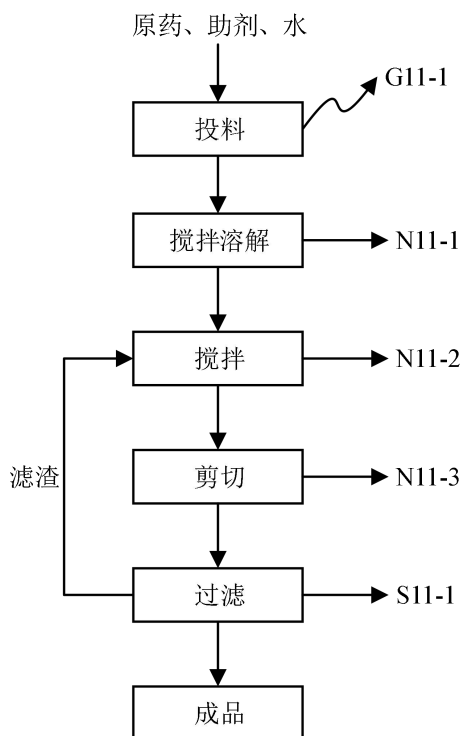 原药、助剂、水
G11-1
投料
搅拌溶解
N11-1
搅拌
N11-2
剪切
N11-3
滤渣
过滤
S11-1
成品